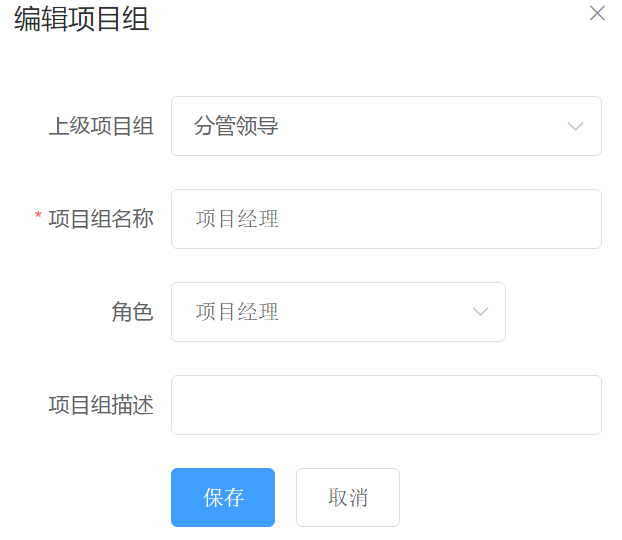 编辑项目组
上级项目组 分管领导
* 项目组名称 项目经理
角色 项目经理
项目组描述
保存 取消